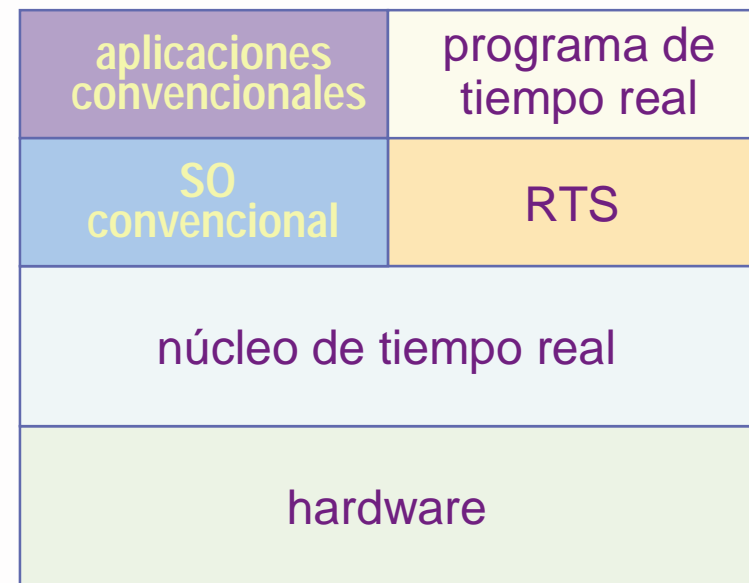 aplicaciones
convencionales
programa de
tiempo real
SO
convencional
RTS
núcleo de tiempo real
hardware